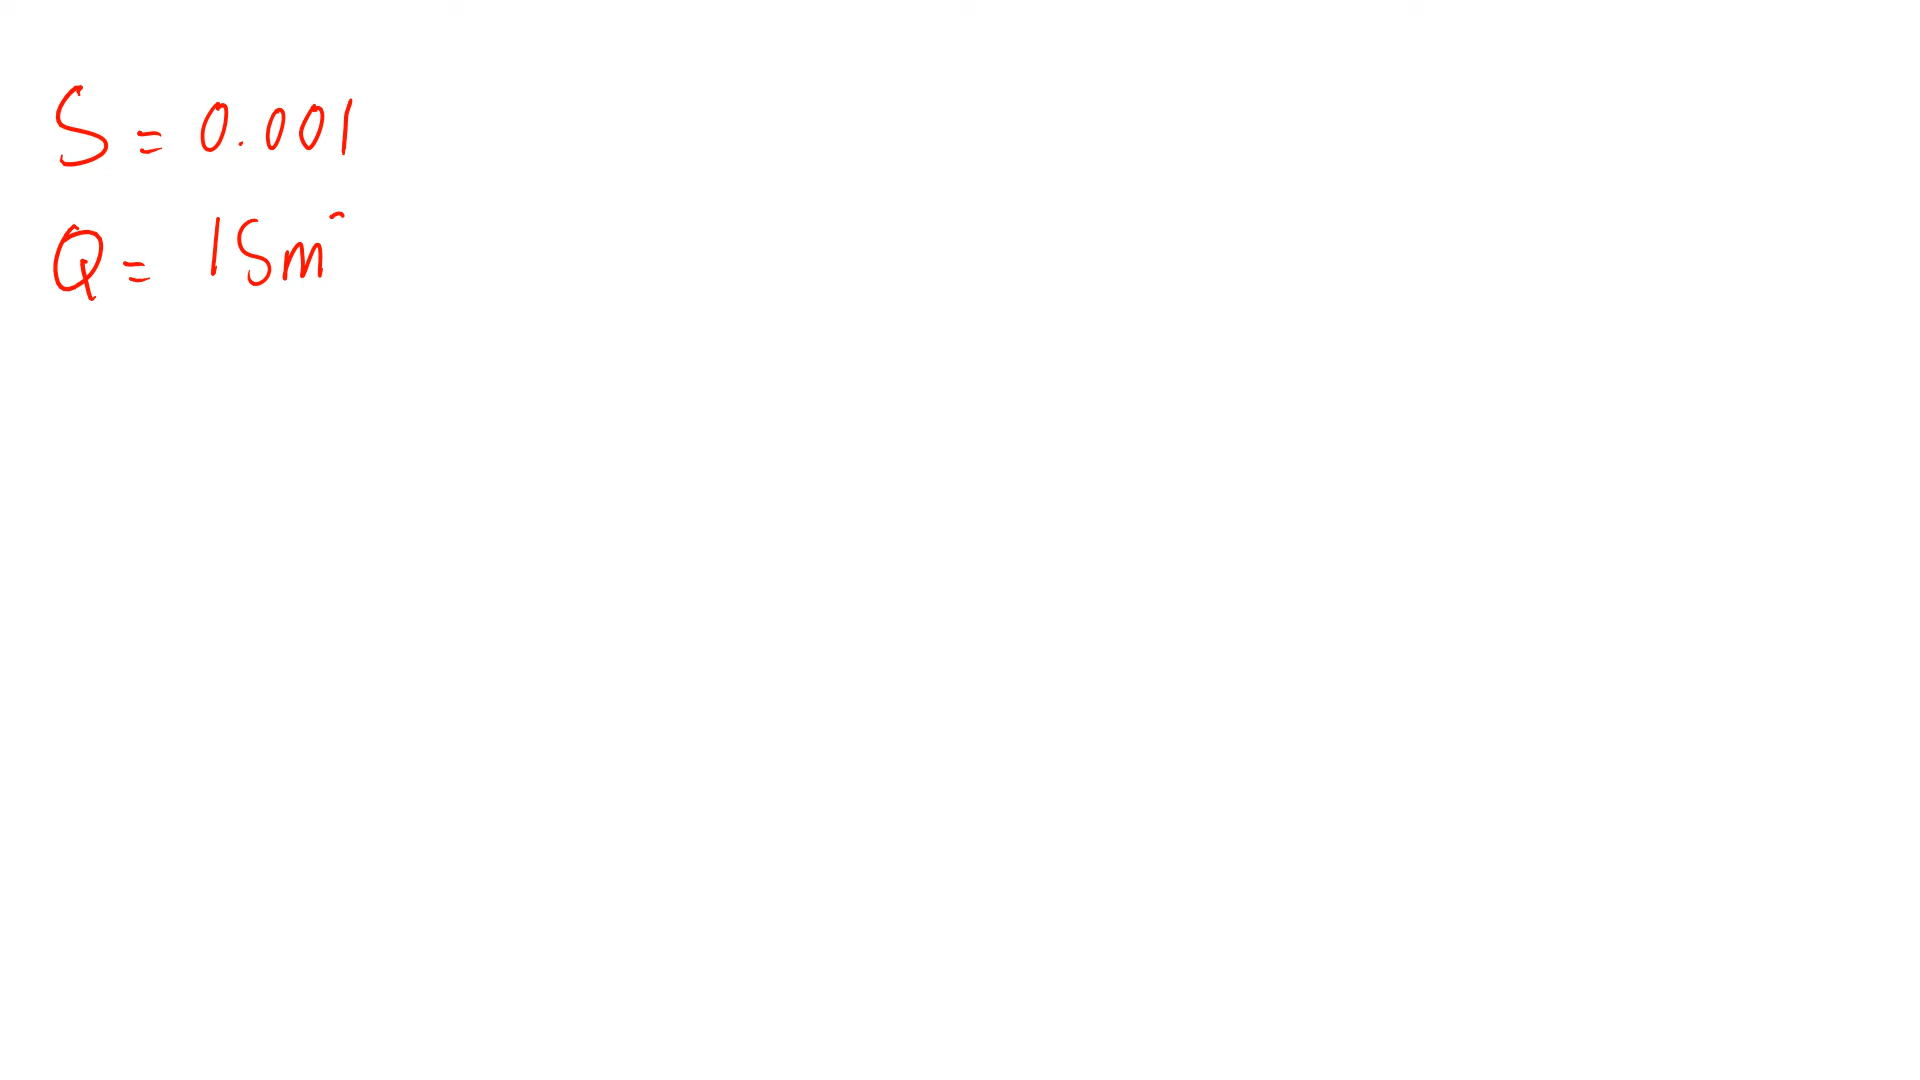 S = 0.001
Q = 15m